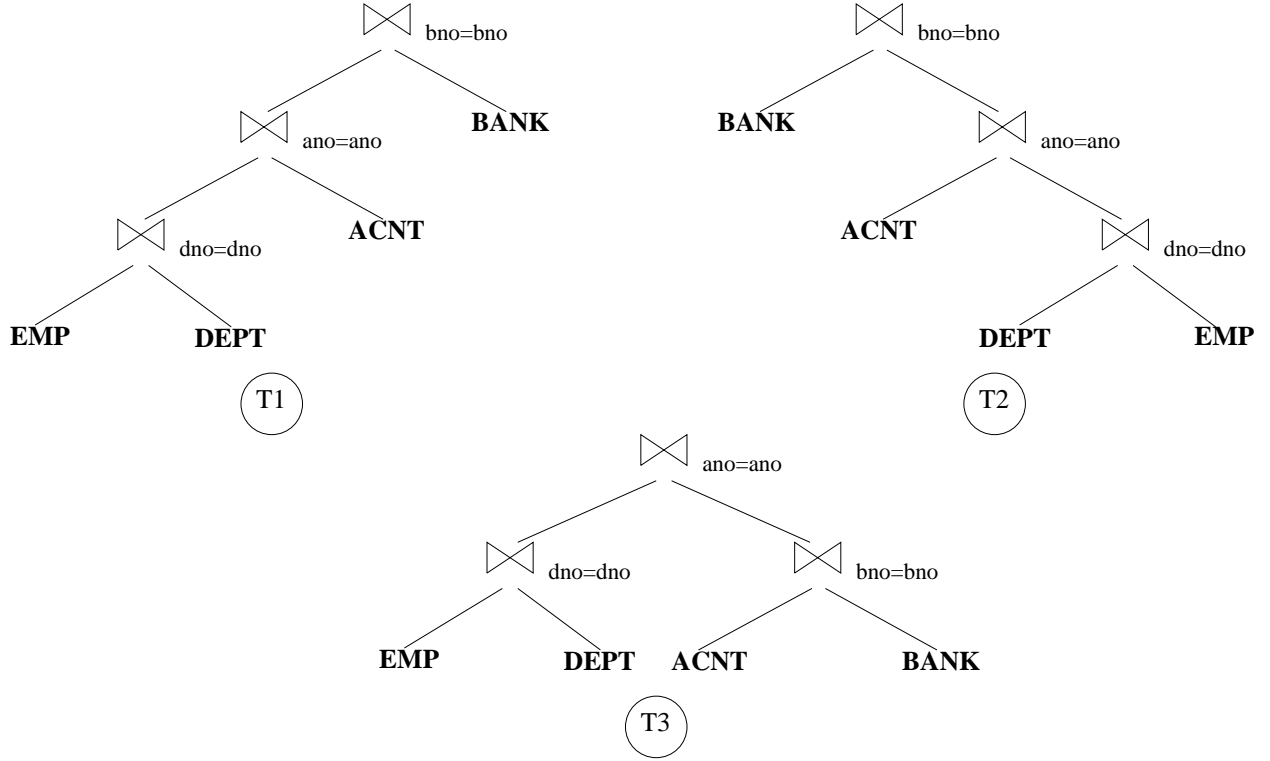 bno=bno
bno=bno
BANK
BANK
ano=ano
ano=ano
ACNT
ACNT
dno=dno
dno=dno
EMP
DEPT
DEPT
EMP
T1
T2
ano=ano
dno=dno
bno=bno
EMP
DEPT
ACNT
BANK
T3